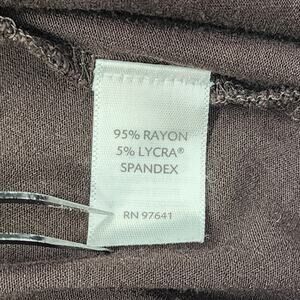 95% RAYON
5% LYCRA®
SPANDEX
RN 97641